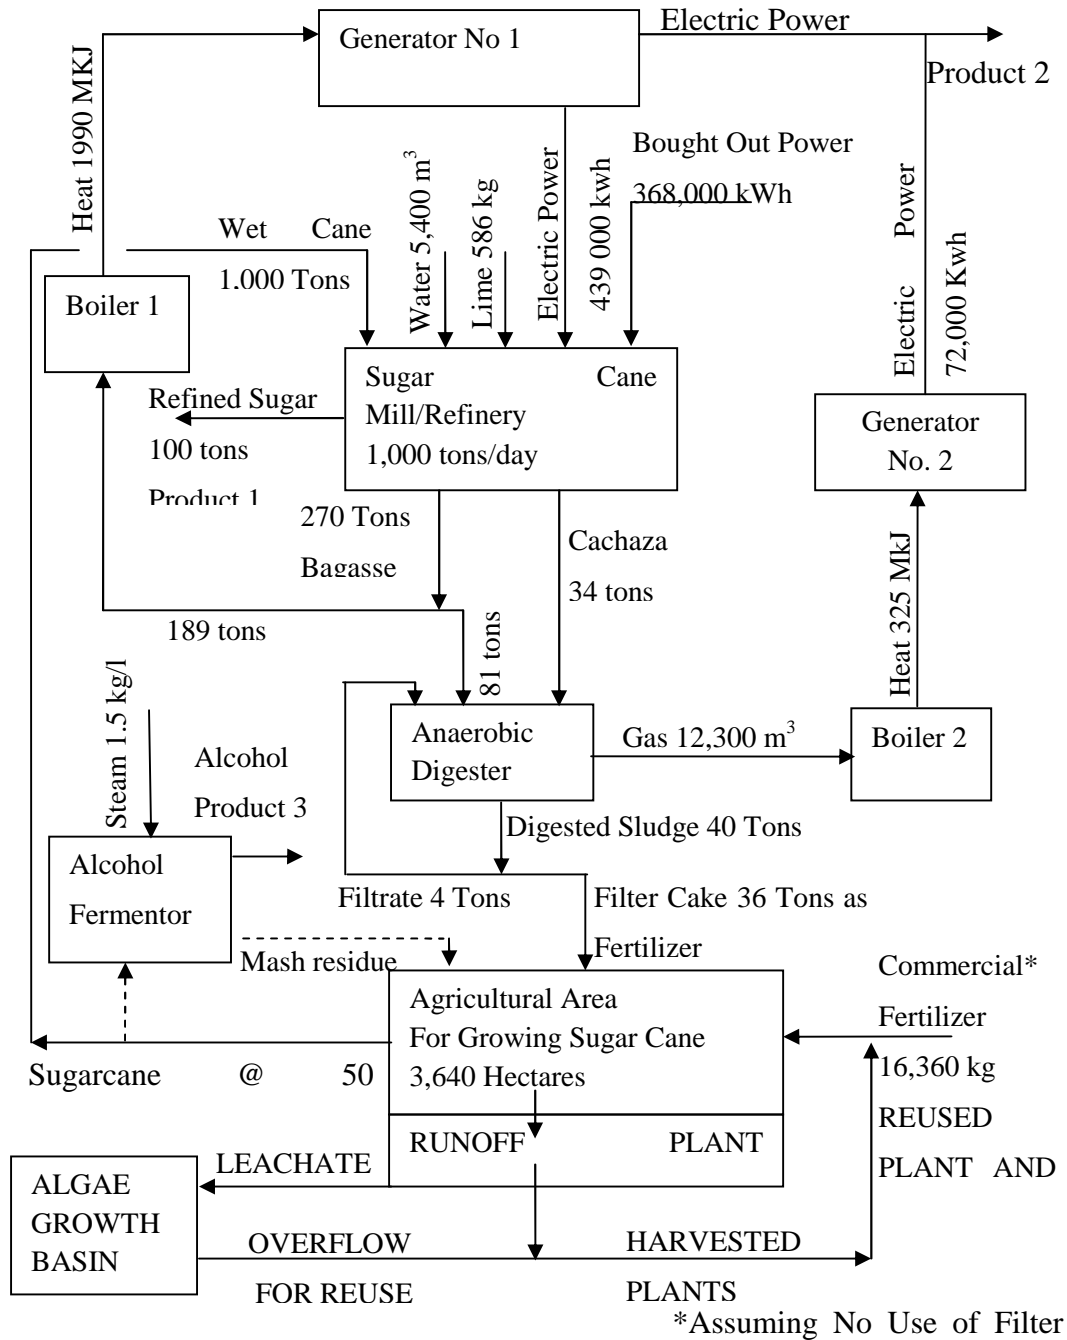 Electric Power
Generator No 1
Product 2
Heat 1990 MKJ
Bought Out Power
368,000 kWh
Wet Cane
1.000 Tons
Water 5,400 m³
Lime 586 kg
Electric Power
439 000 kwh
Electric Power
72,000 Kwh
Boiler 1
Sugar Cane
Mill/Refinery
1,000 tons/day
Refined Sugar
100 tons
Product 1
Generator
No. 2
270 Tons
Bagasse
Cachaza
34 tons
189 tons
81 tons
Heat 325 MkJ
Steam 1.5 kg/l
Alcohol
Product 3
Anaerobic
Digester
Gas 12,300 m³
Boiler 2
Digested Sludge 40 Tons
Alcohol
Fermentor
Filtrate 4 Tons
Filter Cake 36 Tons as
Fertilizer
Mash residue
Commercial*
Fertilizer
16,360 kg
Agricultural Area
For Growing Sugar Cane
3,640 Hectares
Sugarcane @ 50
REUSED
PLANT AND
RUNOFF PLANT
LEACHATE
ALGAE
GROWTH
BASIN
OVERFLOW
FOR REUSE
HARVESTED
PLANTS
*Assuming No Use of Filter